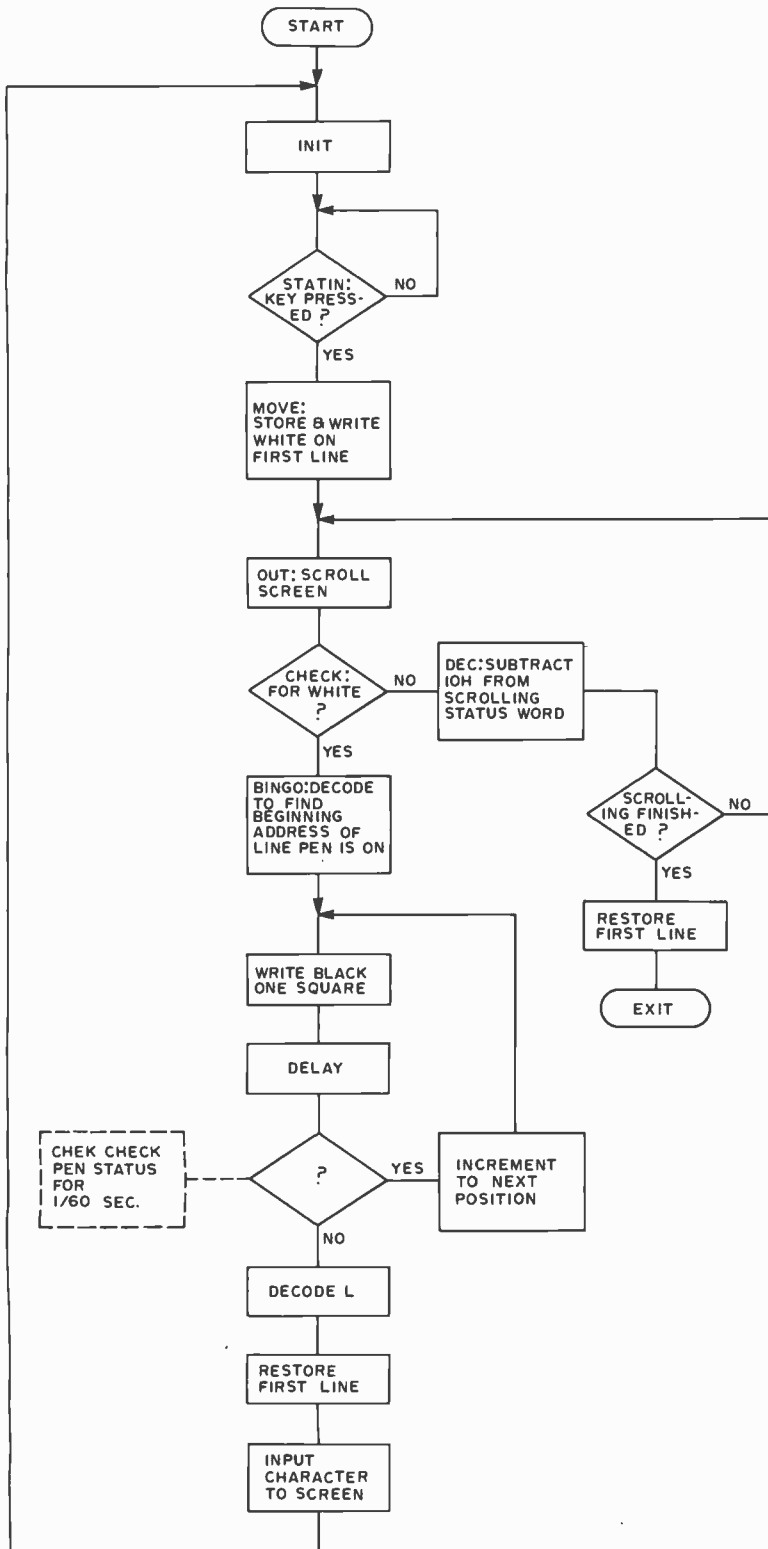 START
INIT
STATIN:
KEY PRESS-
ED ?
NO
YES
MOVE:
STORE & WRITE
WHITE ON
FIRST LINE
OUT: SCROLL
SCREEN
CHECK:
FOR WHITE
?
NO
YES
DEC:SUBTRACT
IOH FROM
SCROLLING
STATUS WORD
SCROLL-
ING FINISH-
ED ?
NO
YES
RESTORE
FIRST LINE
EXIT
BINGO:DECODE
TO FIND
BEGINNING
ADDRESS OF
LINE PEN IS ON
WRITE BLACK
ONE SQUARE
DELAY
CHEK CHECK
PEN STATUS
FOR
1/60 SEC.
?
YES
INCREMENT
TO NEXT
POSITION
NO
DECODE L
RESTORE
FIRST LINE
INPUT
CHARACTER
TO SCREEN